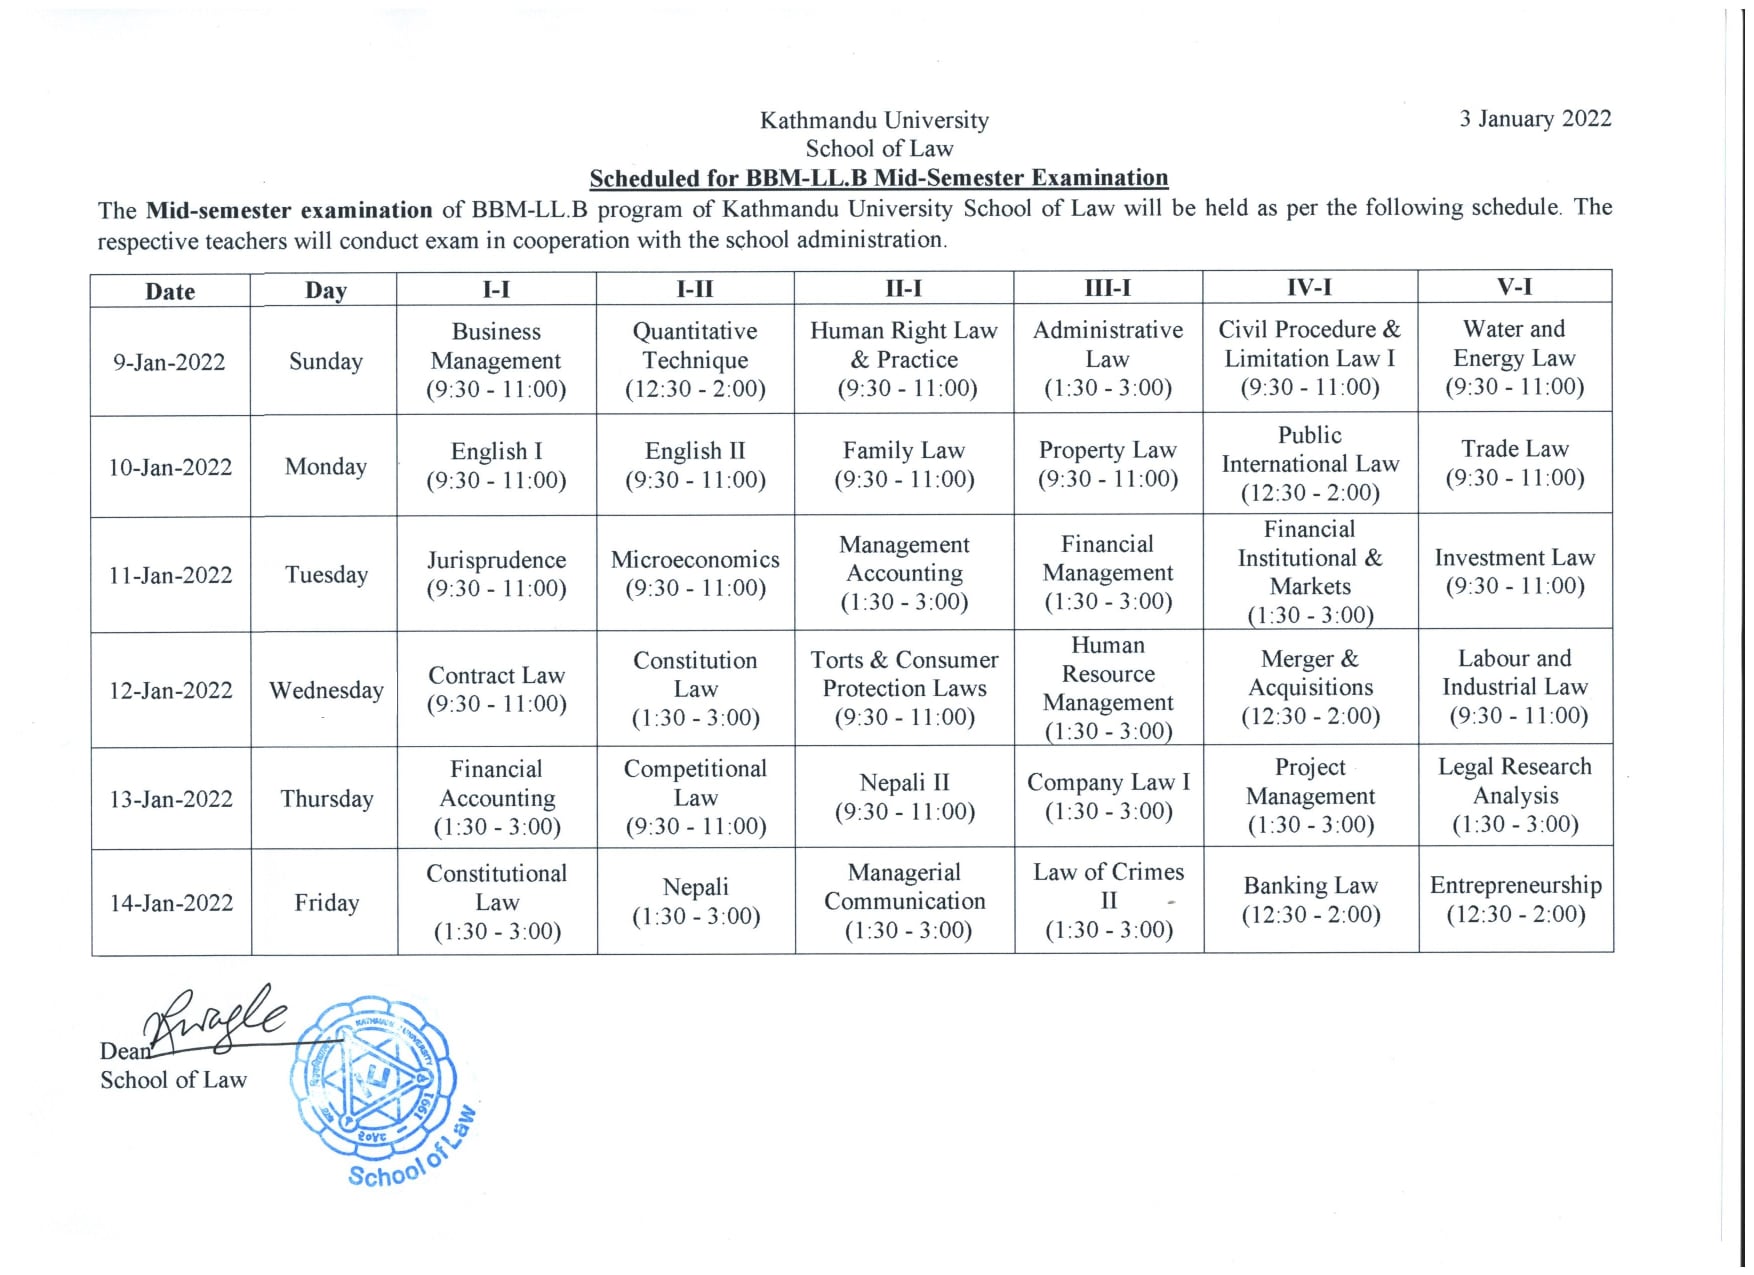 3 January 2022
Kathmandu University
School of Law
Scheduled for BBM-LL.B Mid-Semester Examination
The Mid-semester examination of BBM-LL.B program of Kathmandu University School of Law will be held as per the following schedule. The
respective teachers will conduct exam in cooperation with the school administration.
Date Day I-I I-II II-I III-I IV-I V-I
9-Jan-2022
Sunday
Business
Management
(9:30 - 11:00)
Quantitative
Technique
(12:30 - 2:00)
Human Right Law
& Practice
(9:30 - 11:00)
Administrative
Law
(1:30 - 3:00)
Civil Procedure &
Limitation Law I
(9:30 - 11:00)
Water and
Energy Law
(9:30 - 11:00)
10-Jan-2022
Monday
English I
(9:30 - 11:00)
English II
(9:30 - 11:00)
Family Law
(9:30 - 11:00)
Property Law
(9:30 - 11:00)
Public
International Law
(12:30 - 2:00)
Trade Law
(9:30 - 11:00)
11-Jan-2022
Tuesday
Jurisprudence
(9:30 - 11:00)
Microeconomics
(9:30 - 11:00)
Management
Accounting
(1:30 - 3:00)
Financial
Management
(1:30 - 3:00)
Financial
Institutional &
Markets
(1:30 - 3:00)
Investment Law
(9:30 - 11:00)
12-Jan-2022
Wednesday
Contract Law
(9:30 - 11:00)
Constitution
Law
(1:30 - 3:00)
Torts & Consumer
Protection Laws
(9:30 - 11:00)
Human
Resource
Management
(1:30 - 3:00)
Merger &
Acquisitions
(12:30 - 2:00)
Labour and
Industrial Law
(9:30 - 11:00)
13-Jan-2022
Thursday
Financial
Accounting
(1:30 - 3:00)
Competitional
Law
(9:30 - 11:00)
Nepali II
(9:30 - 11:00)
Company Law I
(1:30 - 3:00)
Project
Management
(1:30 - 3:00)
Legal Research
Analysis
(1:30 - 3:00)
14-Jan-2022
Friday
Constitutional
Law
(1:30 - 3:00)
Nepali
(1:30 - 3:00)
Managerial
Communication
(1:30 - 3:00)
Law of Crimes
II
(1:30 - 3:00)
Banking Law
(12:30 - 2:00)
Entrepreneurship
(12:30 - 2:00)
Dean
School of Law
KATHMANDU UNIVERSITY
1991
२०४८
School of Law